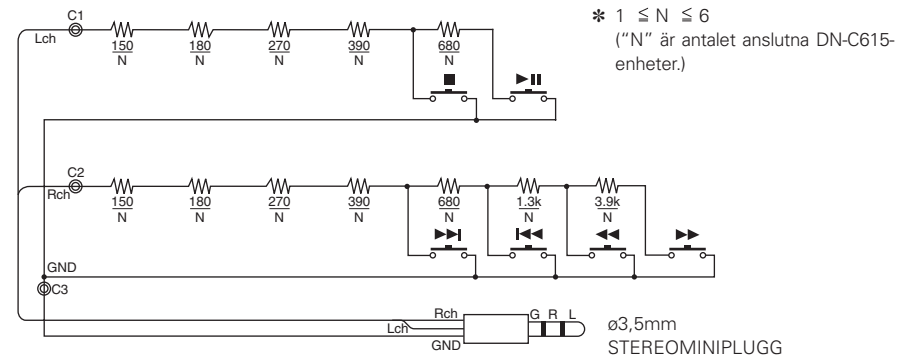 C1
Lch
150 180 270 390 680
N N N N N
✱ 1 ≦ N ≦ 6
("N" är antalet anslutna DN-C615-
enheter.)
C2
Rch
150 180 270 390 680 1.3k 3.9k
N N N N N N N
GND
C3
Rch
Lch
GND
G R L
ø3,5mm
STEREOMINIPLUGG